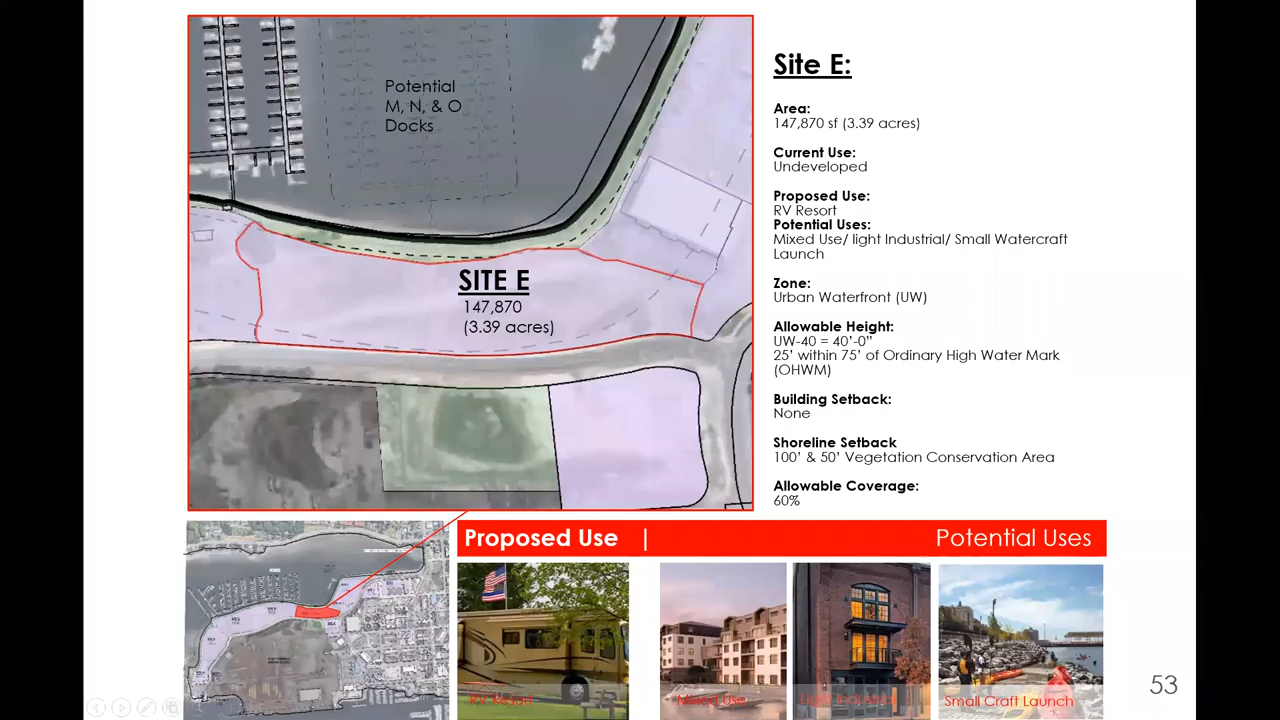 Potential
M, N, & O
Docks
SITE E
147,870
(3.39 acres)
Site E:
Area:
147,870 sf (3.39 acres)
Current Use:
Undeveloped
Proposed Use:
RV Resort
Potential Uses:
Mixed Use/ light Industrial/ Small Watercraft
Launch
Zone:
Urban Waterfront (UW)
Allowable Height:
UW-40 = 40'-0"
25' within 75' of Ordinary High Water Mark
(OHWM)
Building Setback:
None
Shoreline Setback
100' & 50' Vegetation Conservation Area
Allowable Coverage:
60%
Proposed Use | Potential Uses
RV Resort
Mixed Use
Light Industrial
Small Craft Launch
53